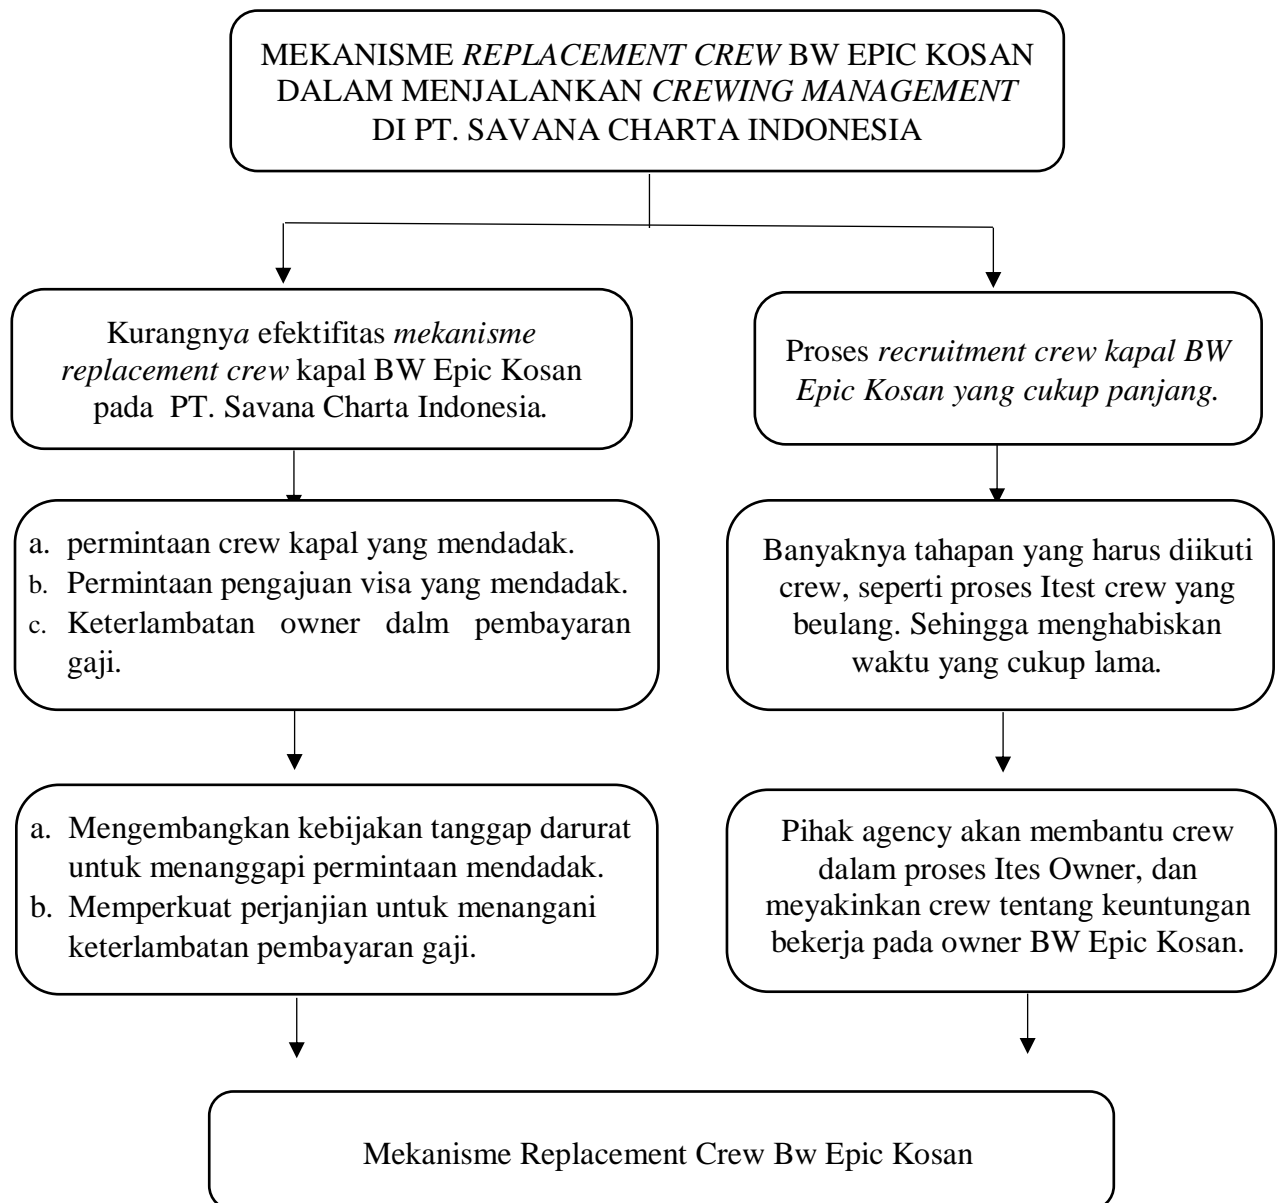 MEKANISME REPLACEMENT CREW BW EPIC KOSAN
DALAM MENJALANKAN CREWING MANAGEMENT
DI PT. SAVANA CHARTA INDONESIA
Kurangnya efektifitas mekanisme
replacement crew kapal BW Epic Kosan
pada PT. Savana Charta Indonesia.
Proses recruitment crew kapal BW
Epic Kosan yang cukup panjang.
a. permintaan crew kapal yang mendadak.
b. Permintaan pengajuan visa yang mendadak.
c. Keterlambatan owner dalm pembayaran
gaji.
Banyaknya tahapan yang harus diikuti
crew, seperti proses Itest crew yang
beulang. Sehingga menghabiskan
waktu yang cukup lama.
a. Mengembangkan kebijakan tanggap darurat
untuk menanggapi permintaan mendadak.
b. Memperkuat perjanjian untuk menangani
keterlambatan pembayaran gaji.
Pihak agency akan membantu crew
dalam proses Ites Owner, dan
meyakinkan crew tentang keuntungan
bekerja pada owner BW Epic Kosan.
Mekanisme Replacement Crew Bw Epic Kosan